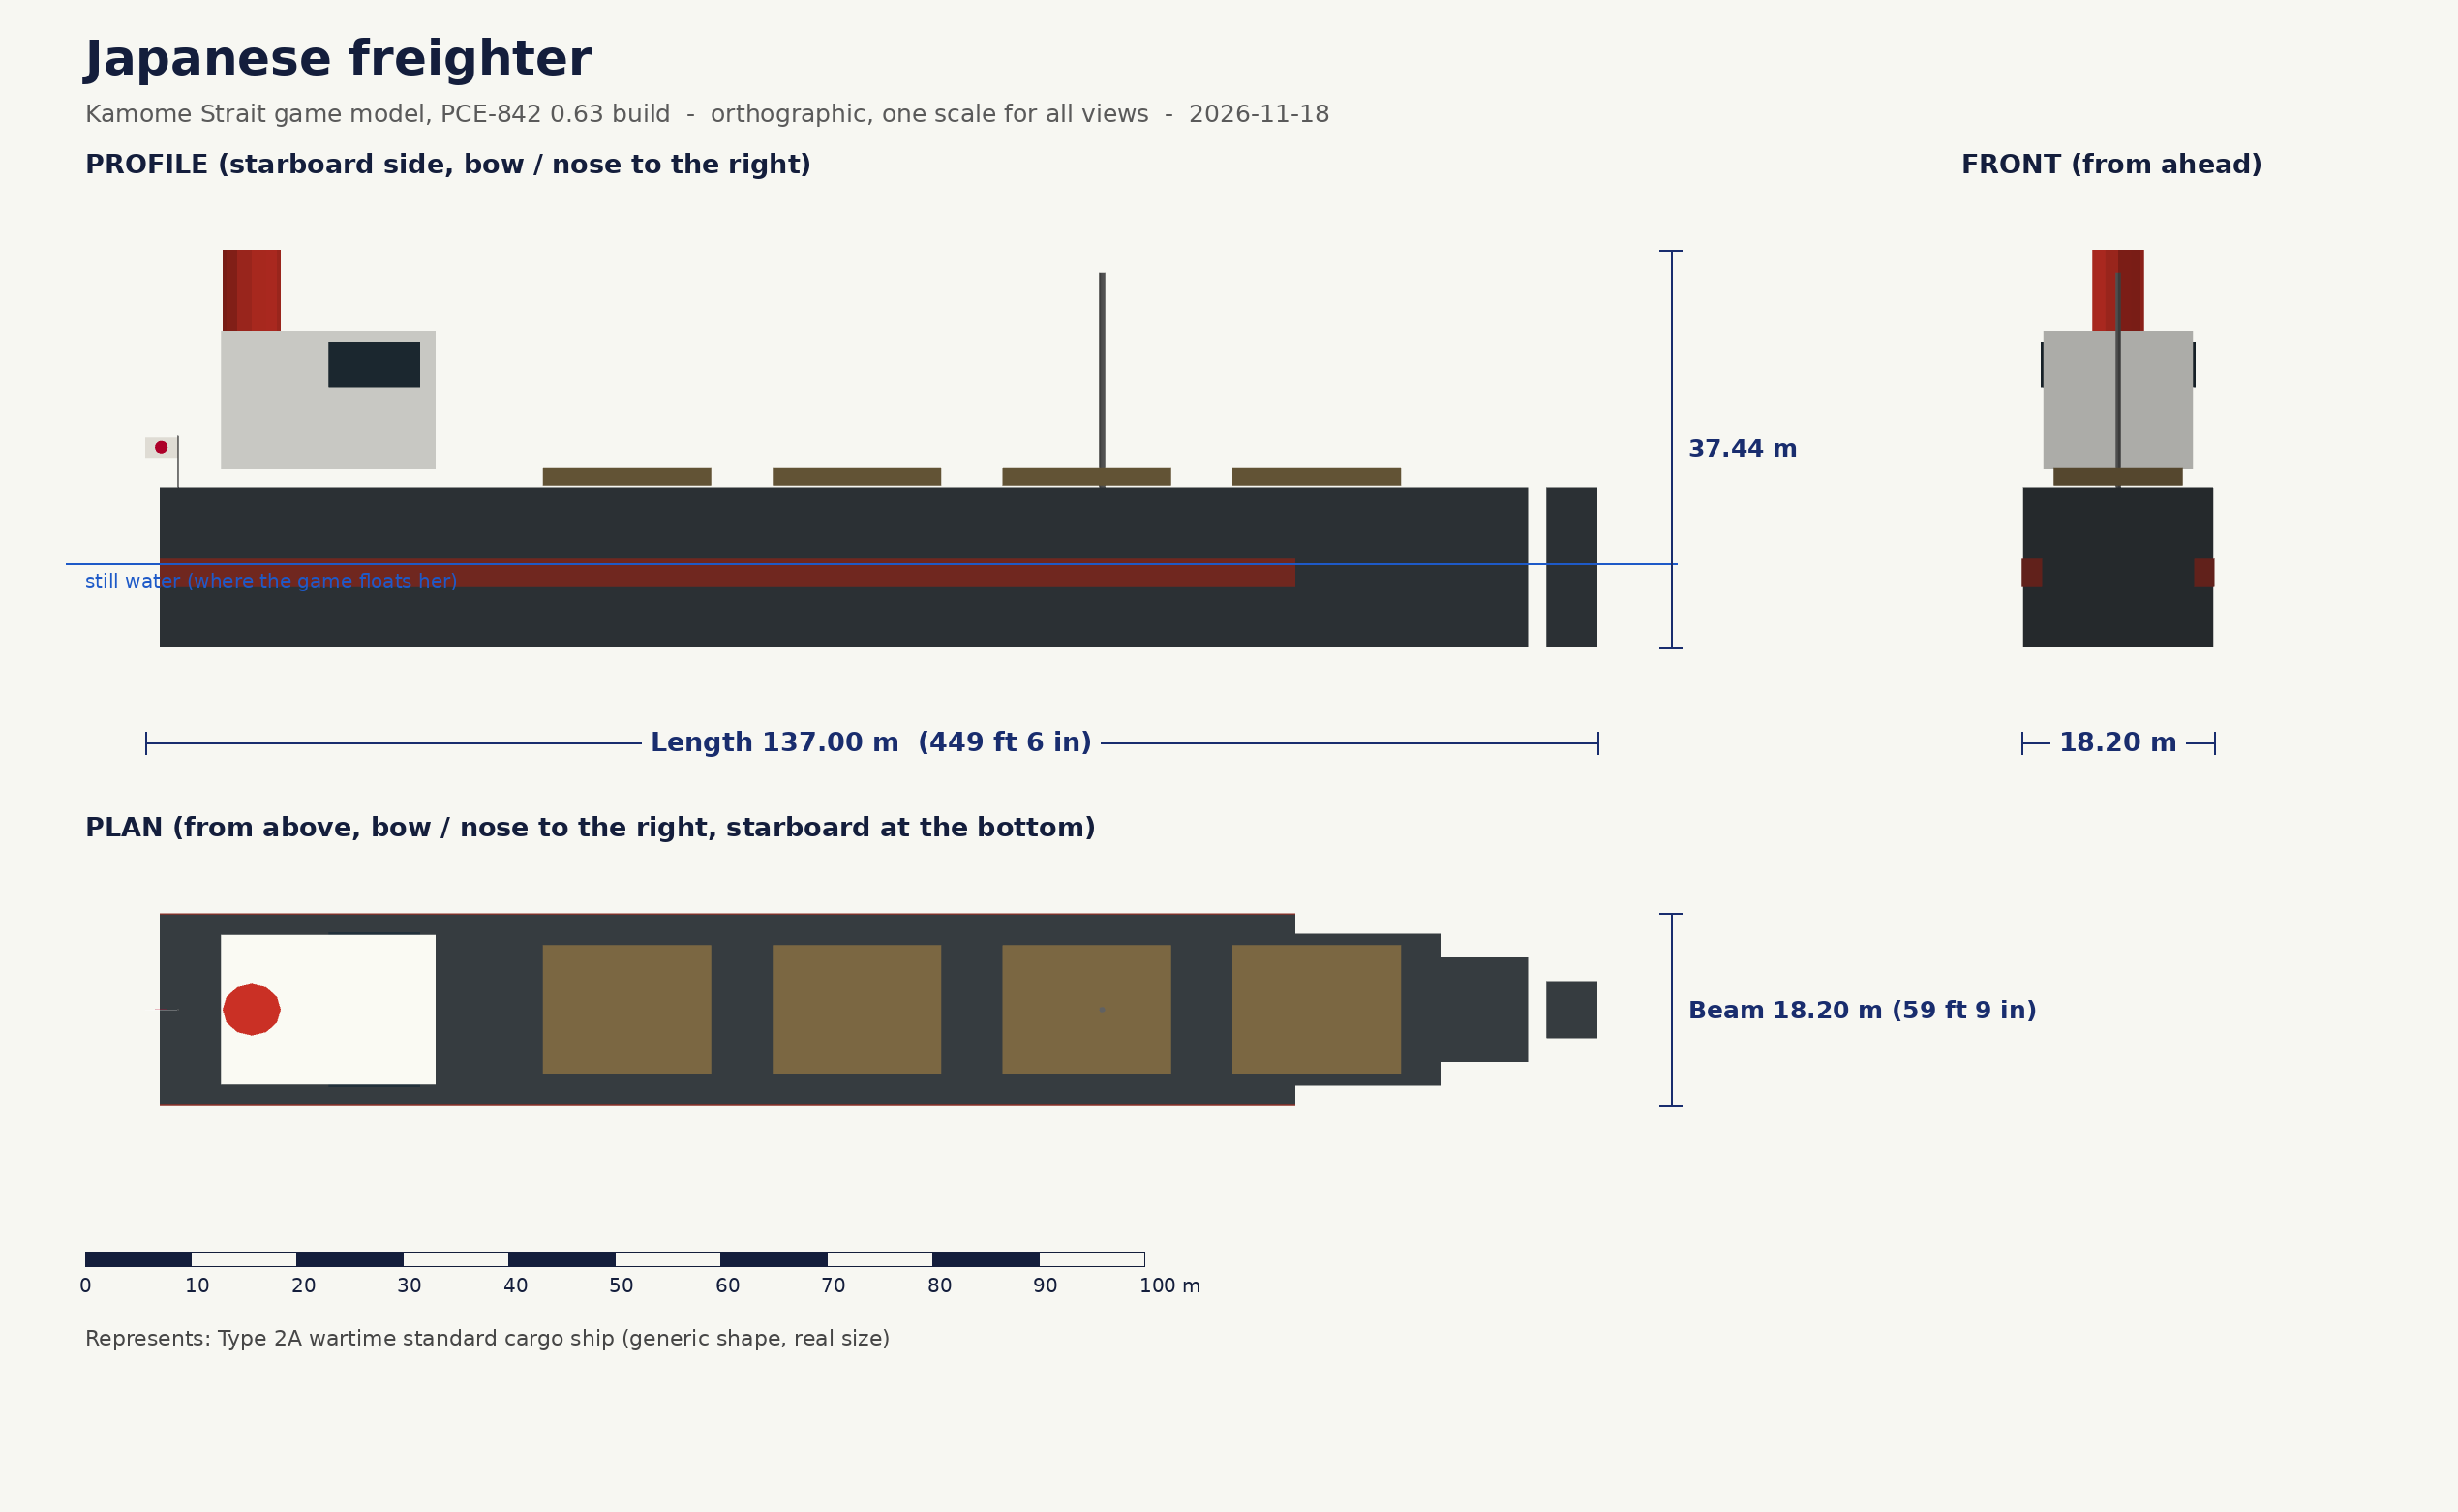 Japanese freighter
Kamome Strait game model, PCE-842 0.63 build - orthographic, one scale for all views - 2026-11-18
PROFILE (starboard side, bow / nose to the right)
FRONT (from ahead)
37.44 m
still water (where the game floats her)
Length 137.00 m (449 ft 6 in)
18.20 m
PLAN (from above, bow / nose to the right, starboard at the bottom)
Beam 18.20 m (59 ft 9 in)
0 10 20 30 40 50 60 70 80 90 100 m
Represents: Type 2A wartime standard cargo ship (generic shape, real size)